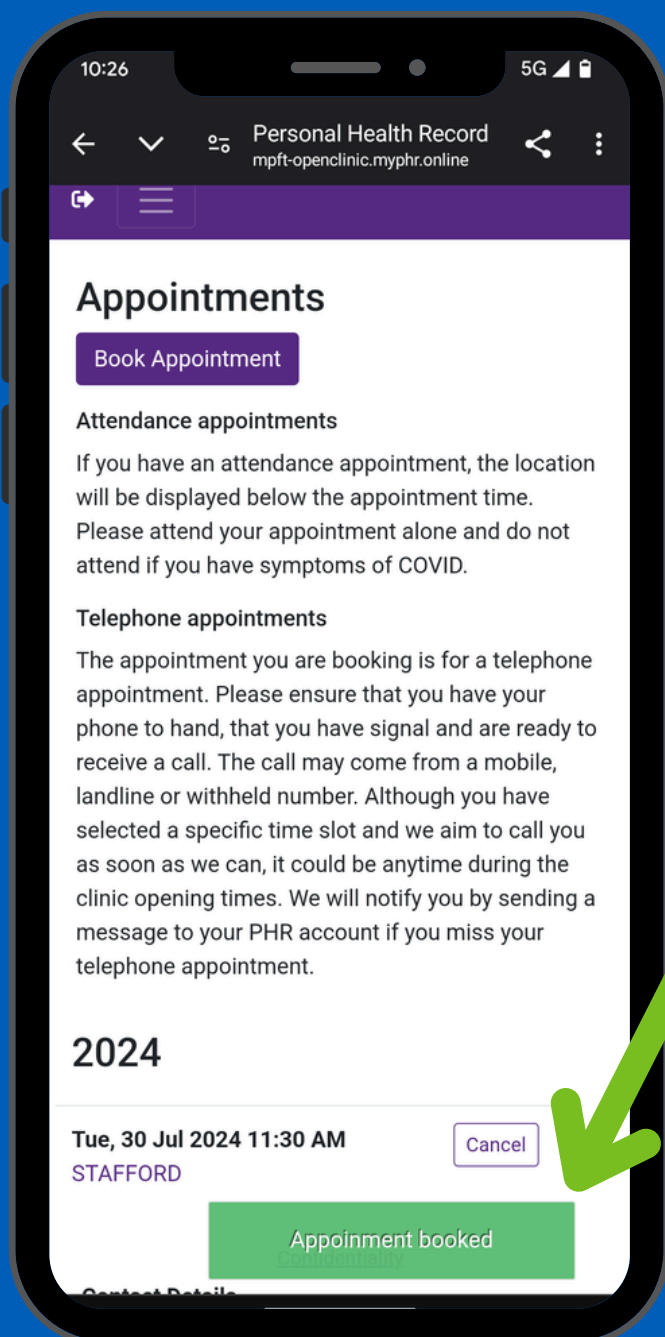 10:26 5G
Personal Health Record
mpft-openclinic.myphr.online
Appointments
Book Appointment
Attendance appointments
If you have an attendance appointment, the location
will be displayed below the appointment time.
Please attend your appointment alone and do not
attend if you have symptoms of COVID.
Telephone appointments
The appointment you are booking is for a telephone
appointment. Please ensure that you have your
phone to hand, that you have signal and are ready to
receive a call. The call may come from a mobile,
landline or withheld number. Although you have
selected a specific time slot and we aim to call you
as soon as we can, it could be anytime during the
clinic opening times. We will notify you by sending a
message to your PHR account if you miss your
telephone appointment.
2024
Tue, 30 Jul 2024 11:30 AM Cancel
STAFFORD
Appoinment booked
Confidentiality
Contact Details